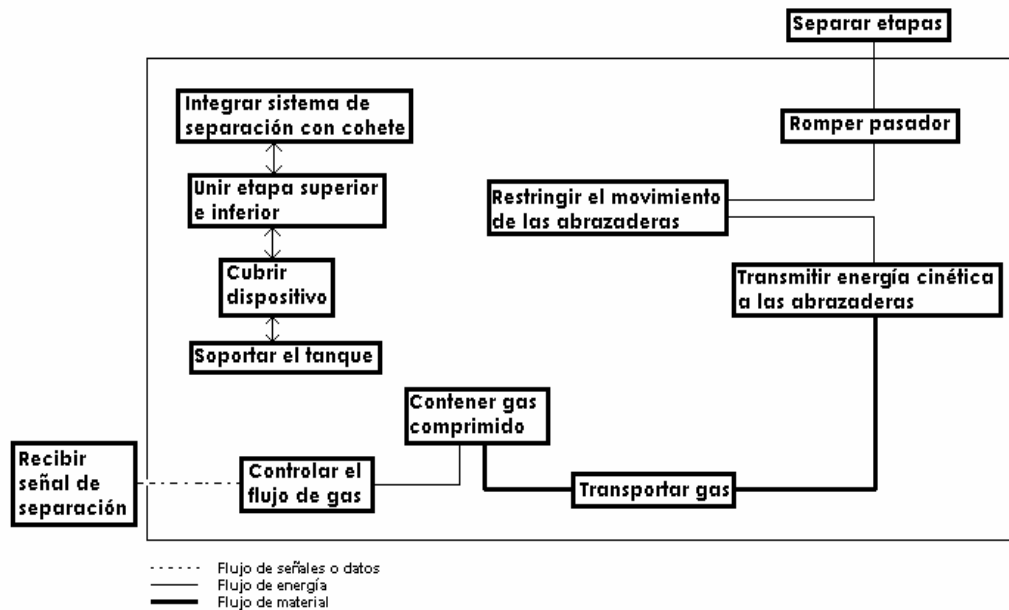 Separar etapas
Integrar sistema de
separación con cohete
Romper pasador
Unir etapa superior
e inferior
Restringir el movimiento
de las abrazaderas
Cubrir
dispositivo
Transmitir energía cinética
a las abrazaderas
Soportar el tanque
Contener gas
comprimido
Recibir
señal de
separación
Controlar el
flujo de gas
Transportar gas
Flujo de señales o datos
Flujo de energía
Flujo de material